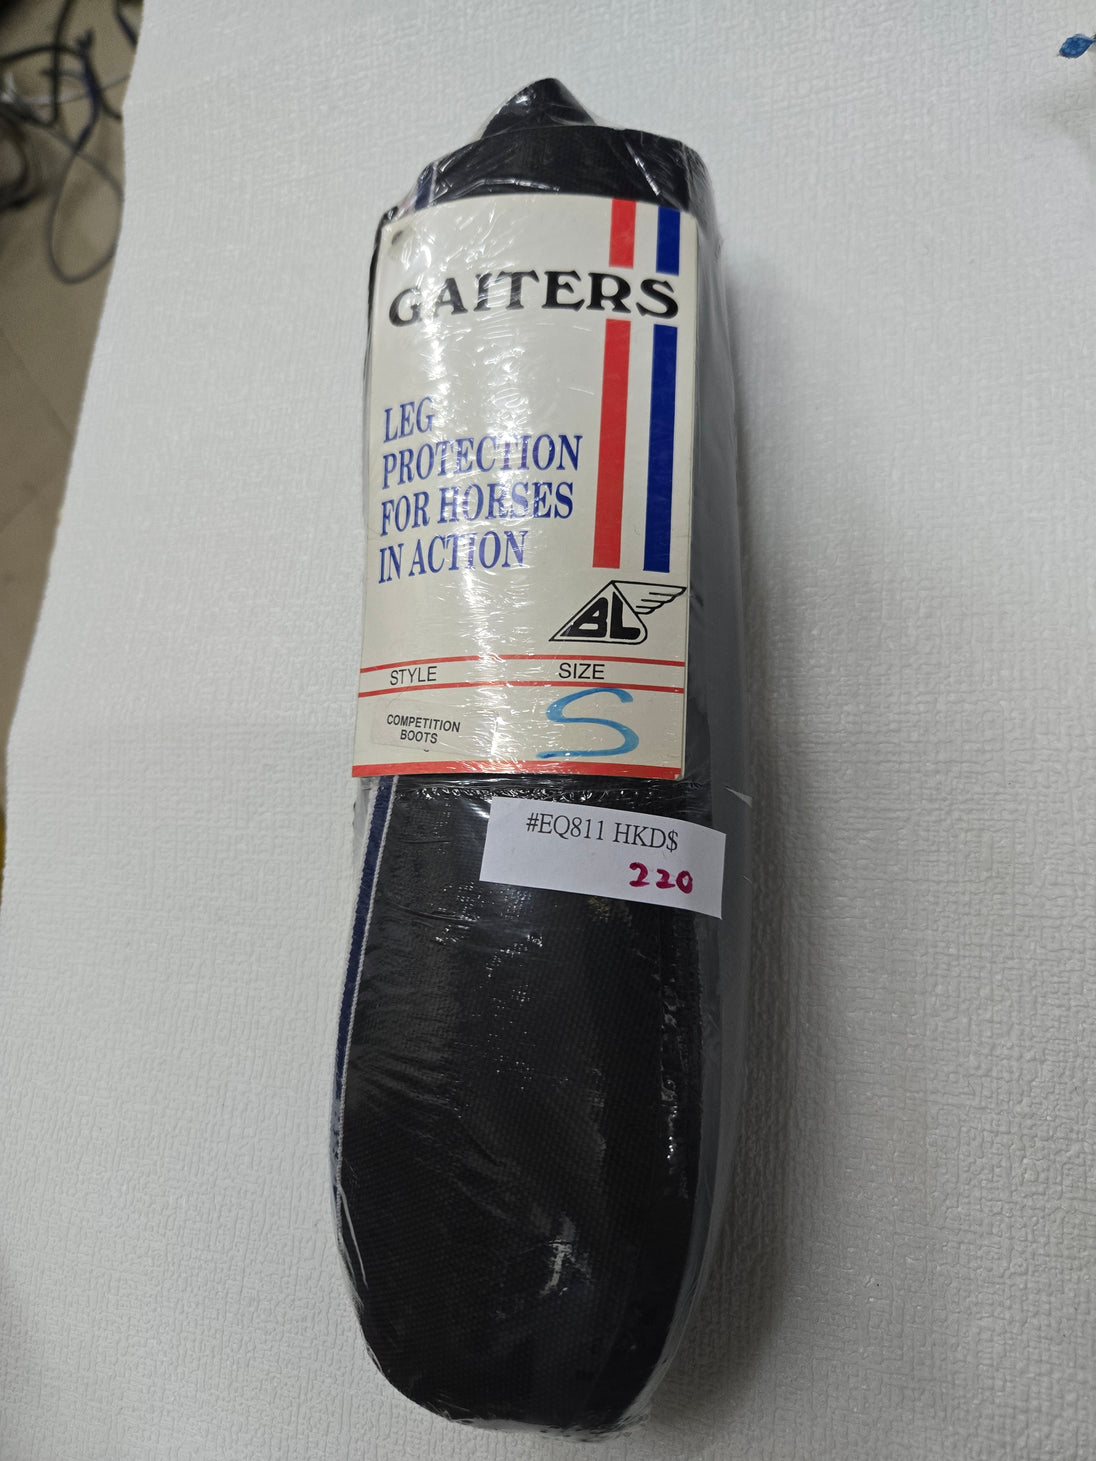 GAITERS
LEG
PROTECTION
FOR HORSES
IN ACTION
BL
STYLE SIZE
COMPETITION
BOOTS
S
#EQ811 HKD$
220